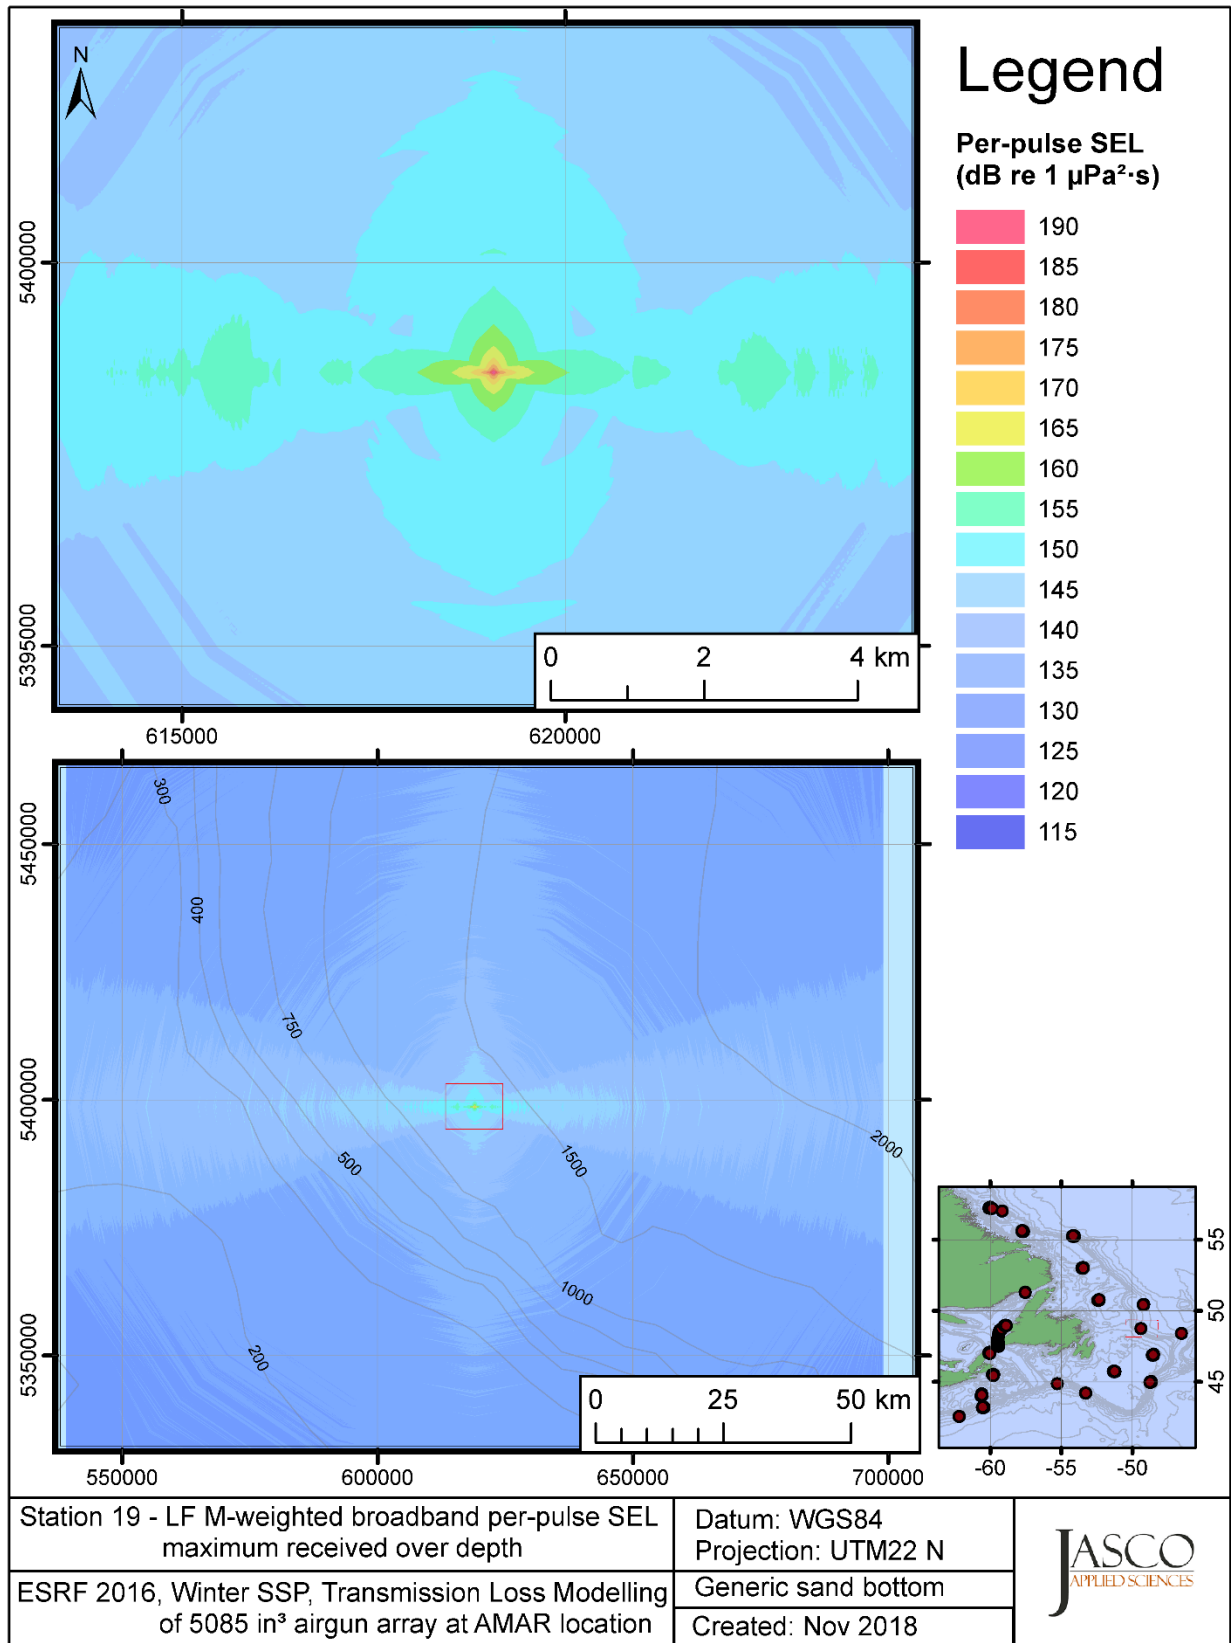 N
5400000
5395000
0 2 4 km
615000 620000
Legend
Per-pulse SEL
(dB re 1 µPa²·s)
190
185
180
175
170
165
160
155
150
145
140
135
130
125
120
115
5450000
5400000
5350000
300
400
750
500
1500
2000
1000
200
0 25 50 km
550000 600000 650000 700000
55
50
45
-60 -55 -50
Station 19 - LF M-weighted broadband per-pulse SEL
maximum received over depth
ESRF 2016, Winter SSP, Transmission Loss Modelling
of 5085 in³ airgun array at AMAR location
Datum: WGS84
Projection: UTM22 N
Generic sand bottom
Created: Nov 2018
JASCO
APPLIED SCIENCES